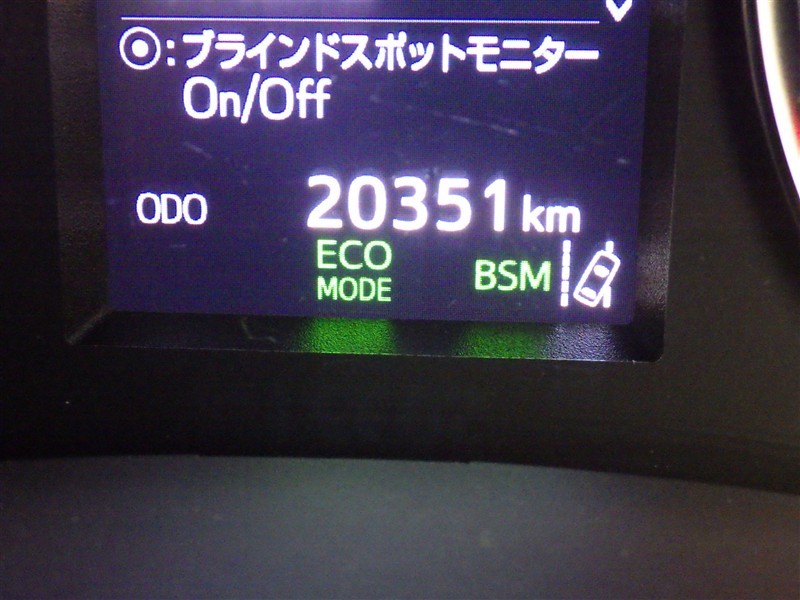 ◉:ブラインドスポットモニター
On/Off
ODO 20351 km
ECO
MODE
BSM